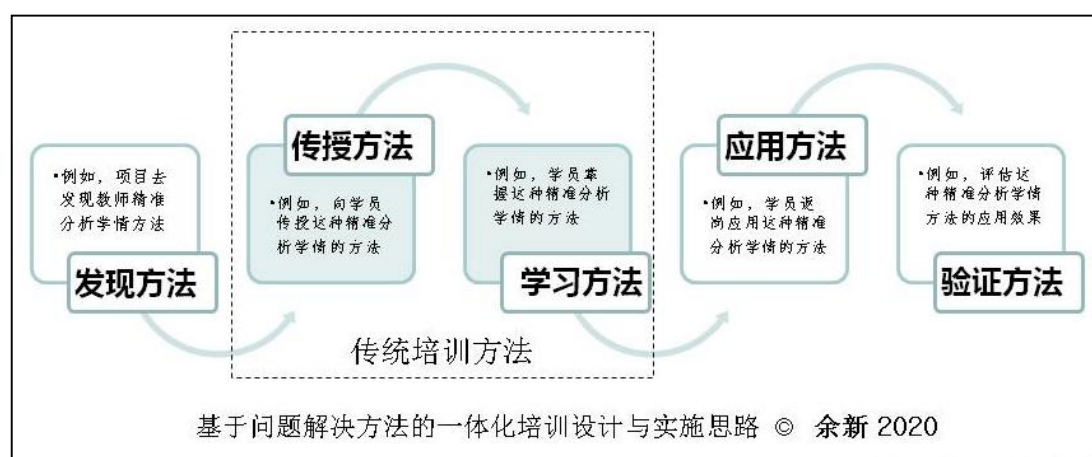 •例如，项目去
发现教师精准
分析学情方法
发现方法
传授方法
•例如，向学员
传授这种精准分
析学情的方法
•例如，学员掌
握这种精准分析
学情的方法
学习方法
传统培训方法
应用方法
•例如，学员返
岗应用这种精准
分析学情的方法
•例如，评估这
种精准分析学情
方法的应用效果
验证方法
基于问题解决方法的一体化培训设计与实施思路 © 余新 2020